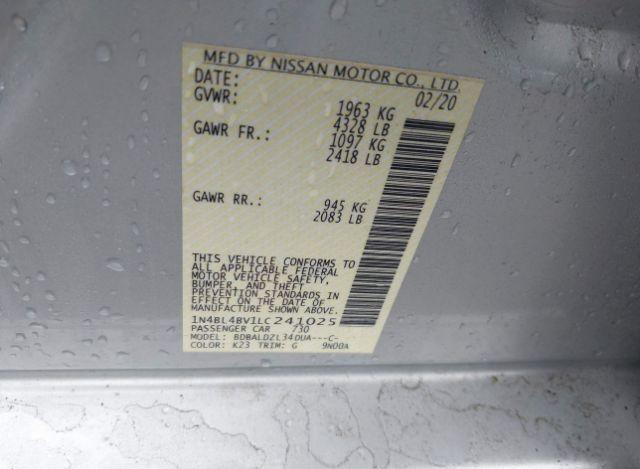 MFD BY NISSAN MOTOR CO., LTD.
DATE: 02/20
GVWR: 1963 KG
4328 LB
GAWR FR.: 1097 KG
2418 LB
GAWR RR.: 945 KG
2083 LB
THIS VEHICLE CONFORMS TO
ALL APPLICABLE FEDERAL
MOTOR VEHICLE SAFETY,
BUMPER, AND THEFT
PREVENTION STANDARDS IN
EFFECT ON THE DATE OF
MANUFACTURE SHOWN ABOVE.
1N4BL4BV1LC241025
PASSENGER CAR 730
MODEL: BDBALDZL34DUA---C-
COLOR: K23 TRIM: G 9N00A